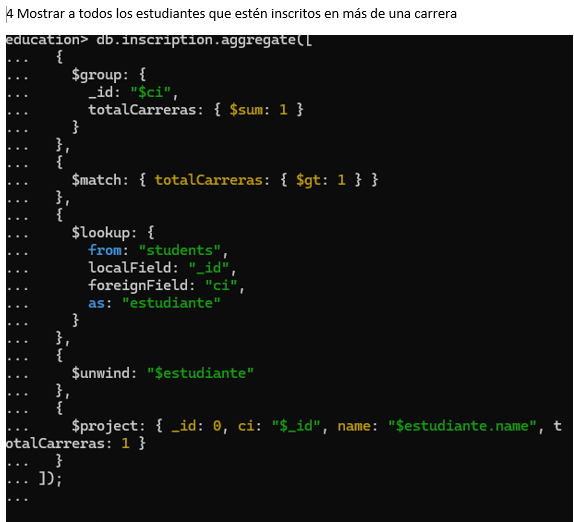 4 Mostrar a todos los estudiantes que estén inscritos en más de una carrera
education> db.inscription.aggregate([
...   {
...     $group: {
...       _id: "$ci",
...       totalCarreras: { $sum: 1 }
...     }
...   },
...   {
...     $match: { totalCarreras: { $gt: 1 } }
...   },
...   {
...     $lookup: {
...       from: "students",
...       localField: "_id",
...       foreignField: "ci",
...       as: "estudiante"
...     }
...   },
...   {
...     $unwind: "$estudiante"
...   },
...   {
...     $project: { _id: 0, ci: "$_id", name: "$estudiante.name", t
otalCarreras: 1 }
...   }
... ]);
...